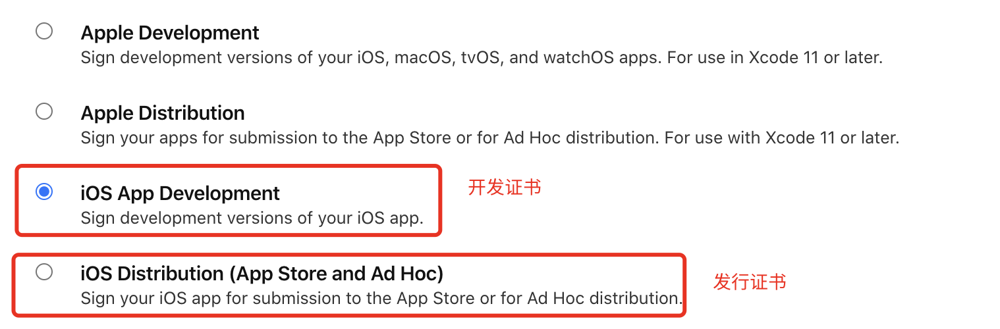 Apple Development
Sign development versions of your iOS, macOS, tvOS, and watchOS apps. For use in Xcode 11 or later.
Apple Distribution
Sign your apps for submission to the App Store or for Ad Hoc distribution. For use with Xcode 11 or later.
iOS App Development
开发证书
Sign development versions of your iOS app.
iOS Distribution (App Store and Ad Hoc)
发行证书
Sign your iOS app for submission to the App Store or for Ad Hoc distribution.